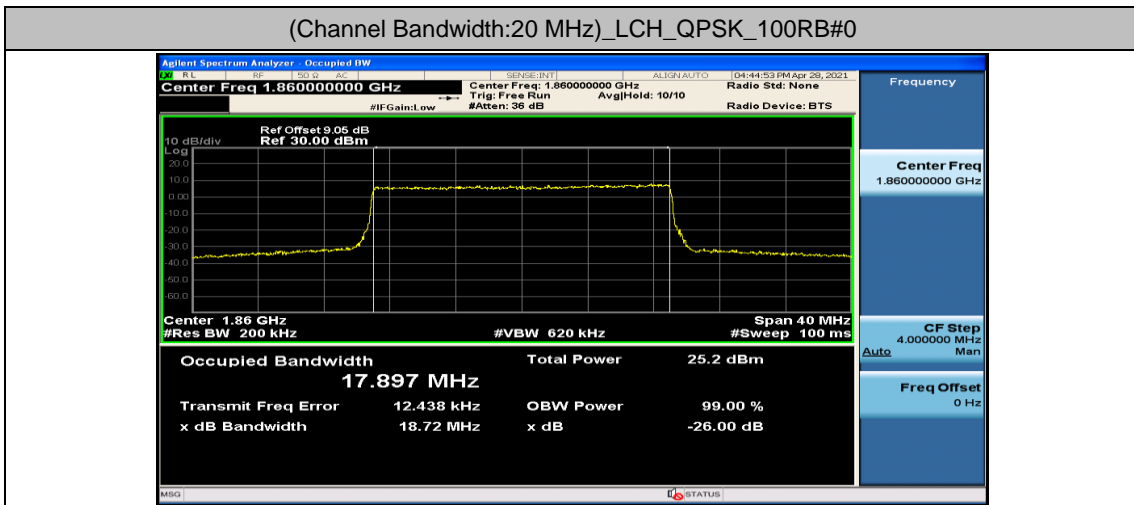 (Channel Bandwidth:20 MHz)_LCH_QPSK_100RB#0
Agilent Spectrum Analyzer - Occupied BW
LXI RL RF 50 Ω AC SENSE:INT ALIGN AUTO 04:44:53 PM Apr 28, 2021
Center Freq 1.860000000 GHz
Center Freq: 1.860000000 GHz
Radio Std: None
Trig: Free Run Avg|Hold: 10/10
#IFGain:Low #Atten: 36 dB
Radio Device: BTS
Ref Offset 9.05 dB
10 dB/div Ref 30.00 dBm
Log
20.0
10.0
0.00
-10.0
-20.0
-30.0
-40.0
-50.0
-60.0
Center 1.86 GHz Span 40 MHz
#Res BW 200 kHz #VBW 620 kHz #Sweep 100 ms
Occupied Bandwidth Total Power 25.2 dBm
17.897 MHz
Transmit Freq Error 12.438 kHz OBW Power 99.00 %
x dB Bandwidth 18.72 MHz x dB -26.00 dB
MSG STATUS
Frequency
Center Freq
1.860000000 GHz
CF Step
4.000000 MHz
Auto Man
Freq Offset
0 Hz